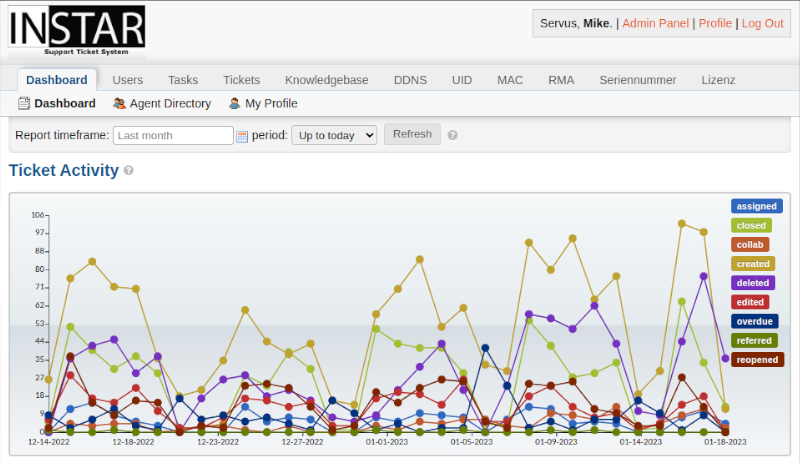 INSTAR
Support Ticket System
Servus, Mike. | Admin Panel | Profile | Log Out
Dashboard Users Tasks Tickets Knowledgebase DDNS UID MAC RMA Seriennummer Lizenz
Dashboard Agent Directory My Profile
Report timeframe: Last month period: Up to today Refresh ?
Ticket Activity ?
106
97
88
80
71
62
53
44
35
27
18
9
0
12-14-2022 12-18-2022 12-23-2022 12-27-2022 01-01-2023 01-05-2023 01-09-2023 01-14-2023 01-18-2023
assigned
closed
collab
created
deleted
edited
overdue
referred
reopened